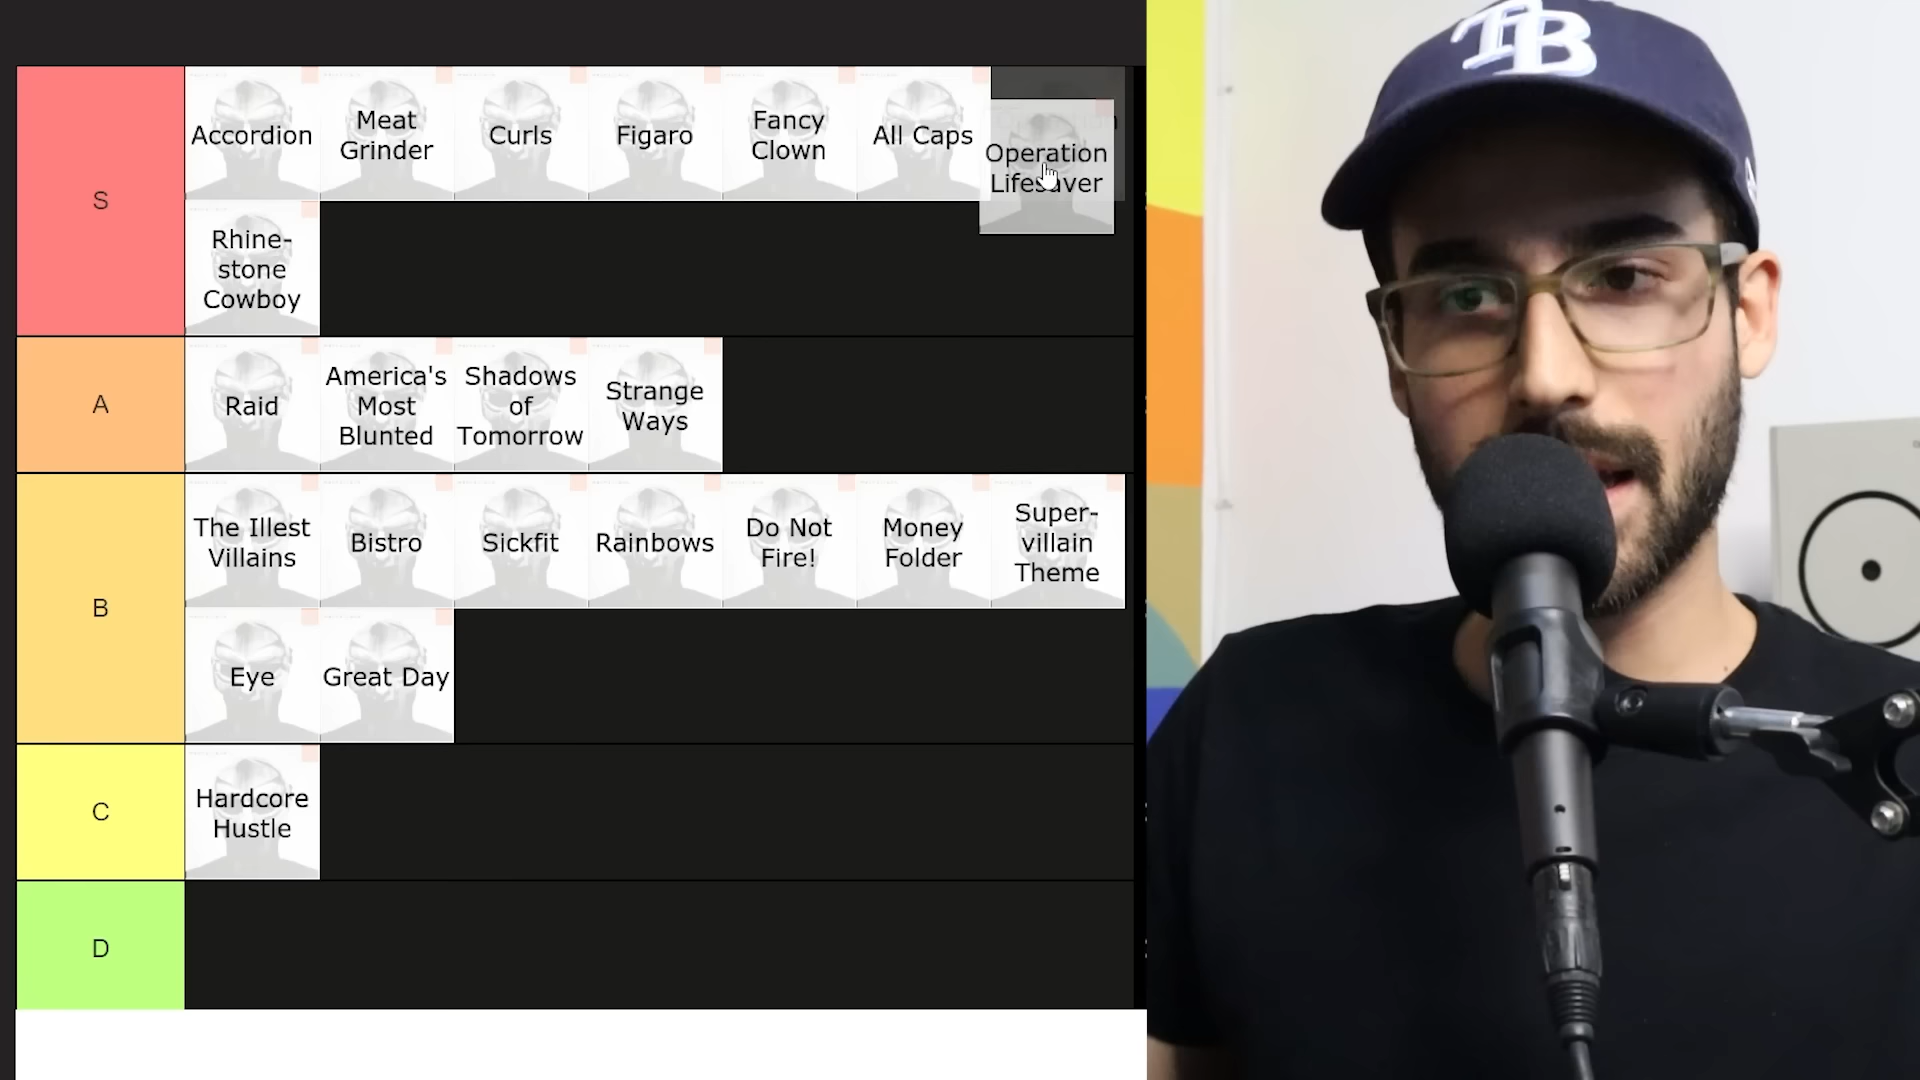 TB
S
Accordion
Meat
Grinder
Curls
Figaro
Fancy
Clown
All Caps
Operation
Lifesaver
Rhine-
stone
Cowboy
A
Raid
America's
Most
Blunted
Shadows
of
Tomorrow
Strange
Ways
B
The Illest
Villains
Bistro
Sickfit
Rainbows
Do Not
Fire!
Money
Folder
Super-
villain
Theme
Eye
Great Day
C
Hardcore
Hustle
D